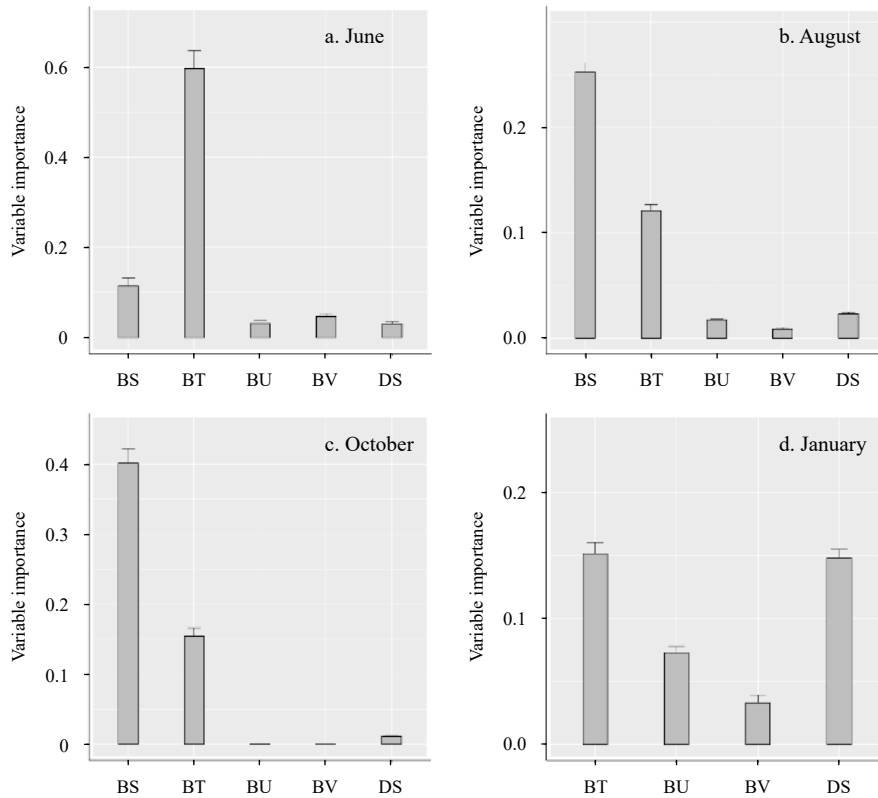 a. June
Variable importance
0.6
0.4
0.2
0
BS BT BU BV DS
b. August
Variable importance
0.2
0.1
0.0
BS BT BU BV DS
c. October
Variable importance
0.4
0.3
0.2
0.1
0
BS BT BU BV DS
d. January
Variable importance
0.2
0.1
0.0
BT BU BV DS